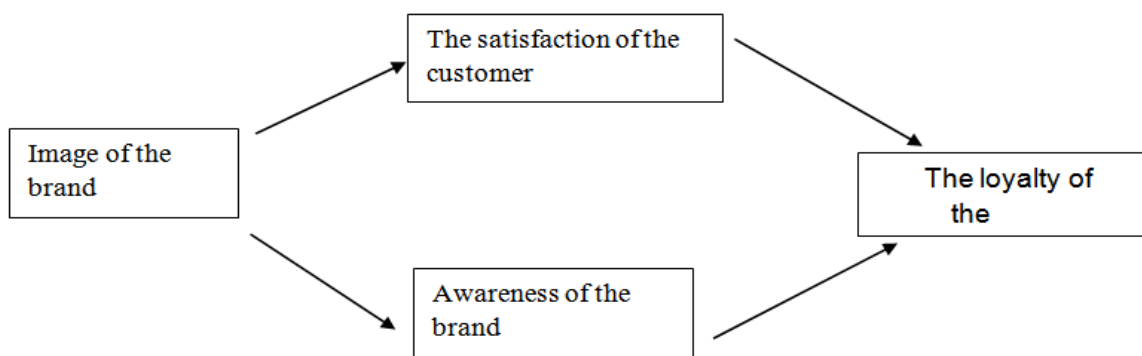 The satisfaction of the
customer
Image of the
brand
The loyalty of
the
Awareness of the
brand